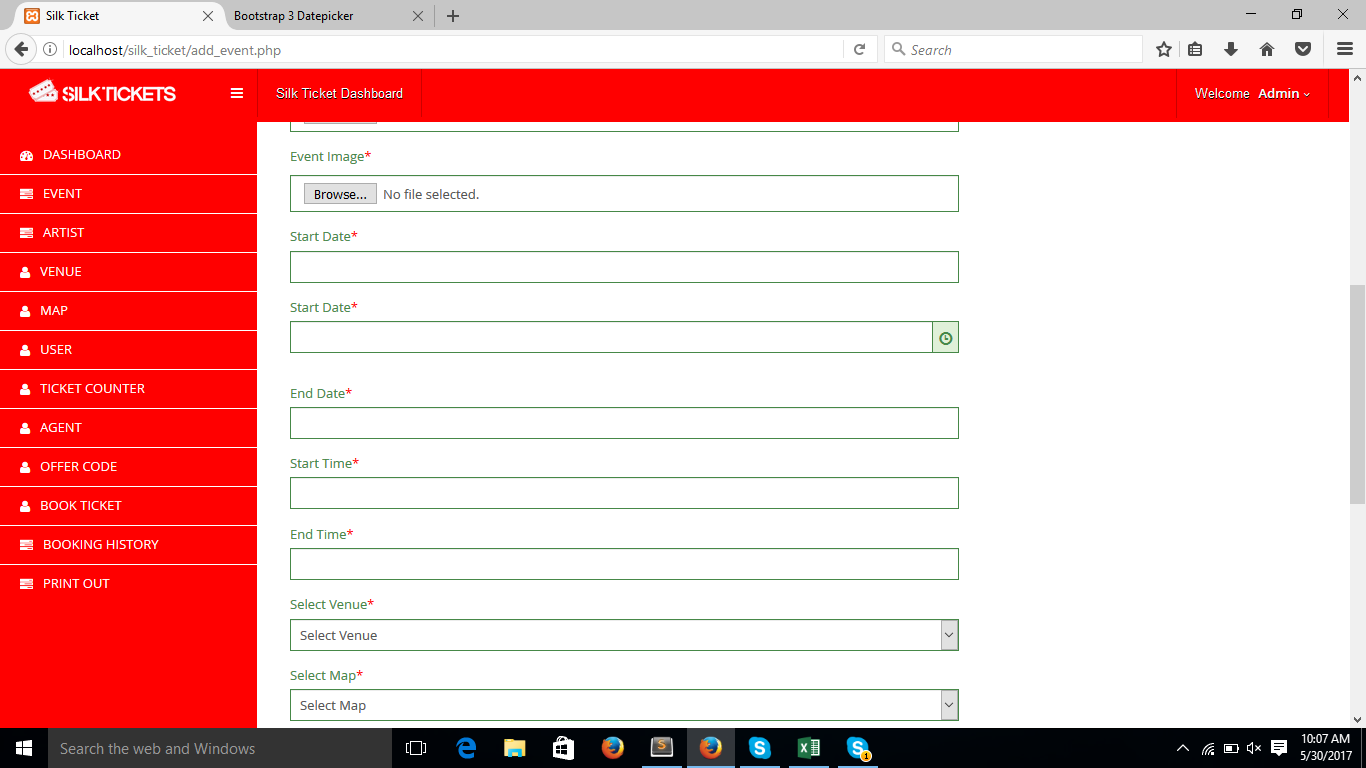 Silk Ticket
Bootstrap 3 Datepicker
localhost/silk_ticket/add_event.php
Search
SILK TICKETS
Silk Ticket Dashboard
Welcome Admin
DASHBOARD
EVENT
ARTIST
VENUE
MAP
USER
TICKET COUNTER
AGENT
OFFER CODE
BOOK TICKET
BOOKING HISTORY
PRINT OUT
Event Image*
Browse... No file selected.
Start Date*
Start Date*
End Date*
Start Time*
End Time*
Select Venue*
Select Venue
Select Map*
Select Map
Search the web and Windows
1
10:07 AM
5/30/2017